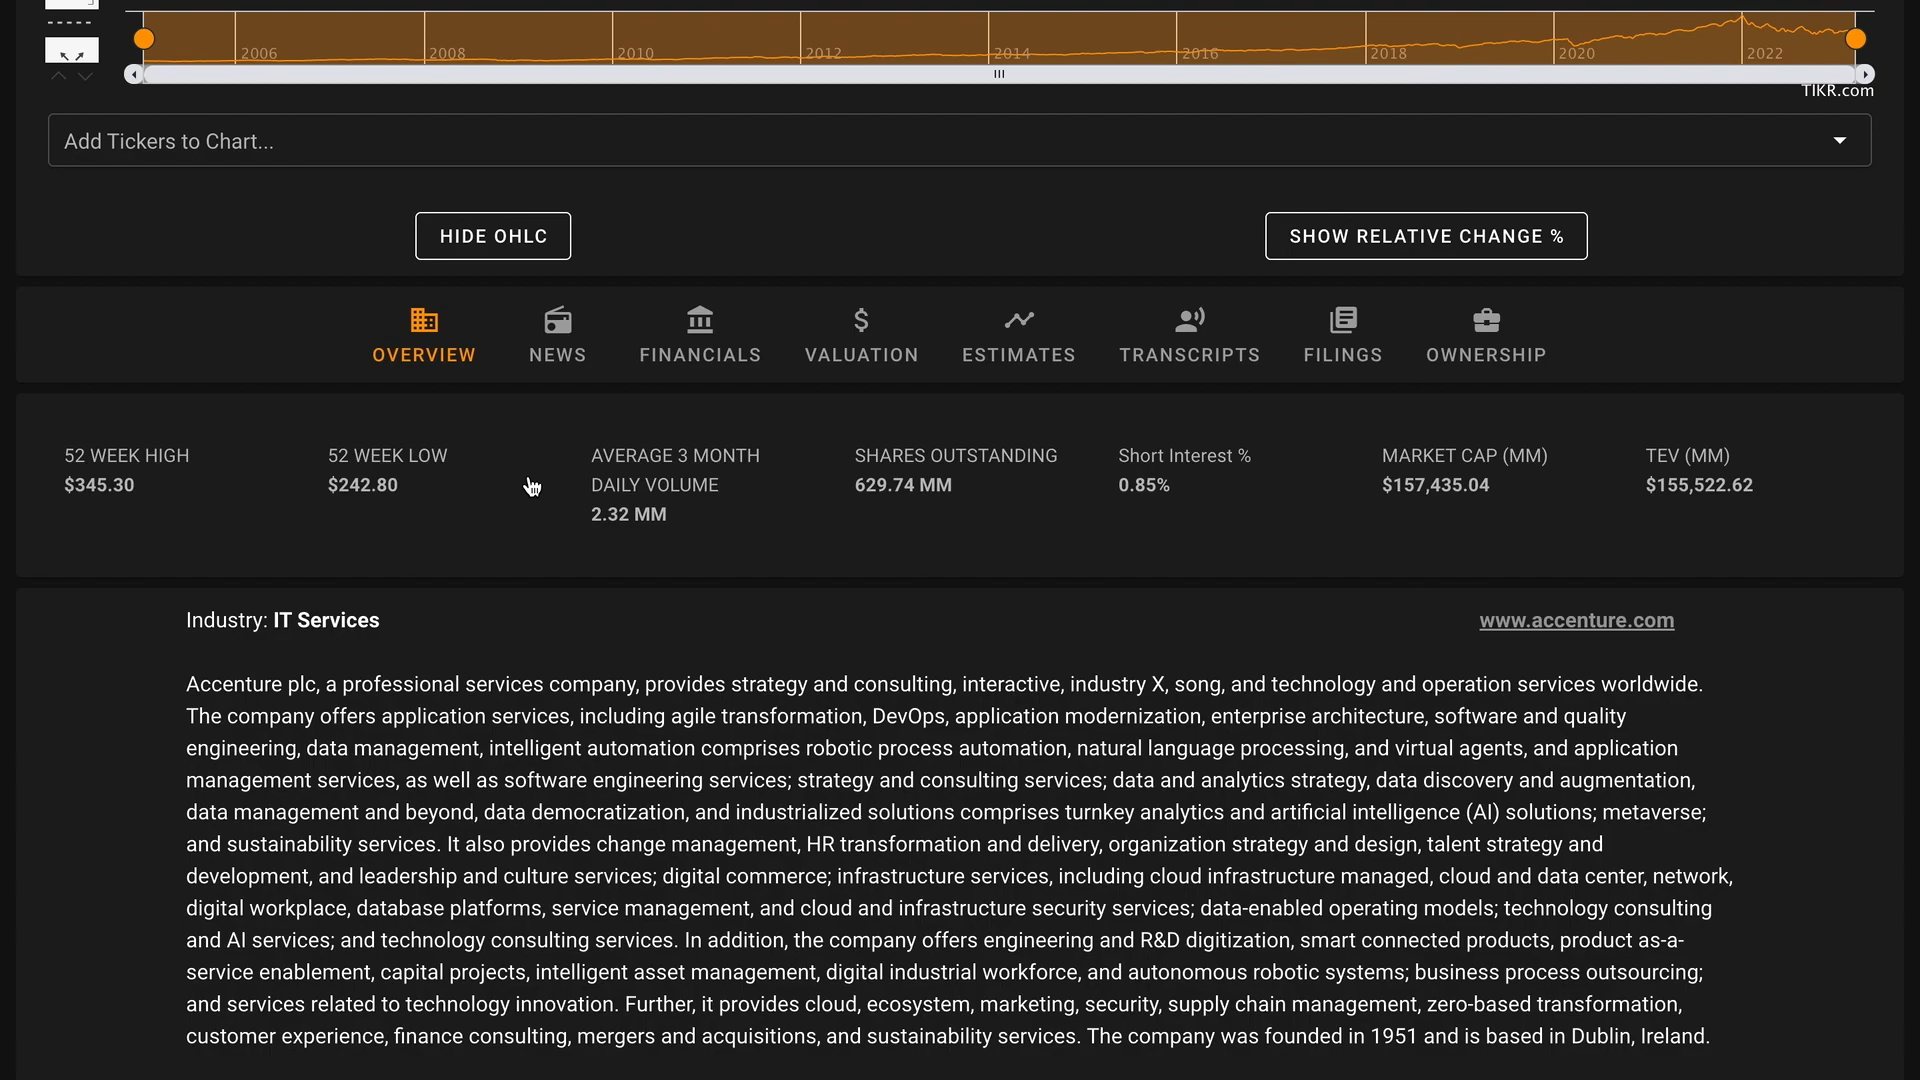 2006 2008 2010 2012 2014 2016 2018 2020 2022
TIKR.com
Add Tickers to Chart...
HIDE OHLC SHOW RELATIVE CHANGE %
OVERVIEW NEWS FINANCIALS VALUATION ESTIMATES TRANSCRIPTS FILINGS OWNERSHIP
52 WEEK HIGH
$345.30
52 WEEK LOW
$242.80
AVERAGE 3 MONTH
DAILY VOLUME
2.32 MM
SHARES OUTSTANDING
629.74 MM
Short Interest %
0.85%
MARKET CAP (MM)
$157,435.04
TEV (MM)
$155,522.62
Industry: IT Services
www.accenture.com
Accenture plc, a professional services company, provides strategy and consulting, interactive, industry X, song, and technology and operation services worldwide.
The company offers application services, including agile transformation, DevOps, application modernization, enterprise architecture, software and quality
engineering, data management, intelligent automation comprises robotic process automation, natural language processing, and virtual agents, and application
management services, as well as software engineering services; strategy and consulting services; data and analytics strategy, data discovery and augmentation,
data management and beyond, data democratization, and industrialized solutions comprises turnkey analytics and artificial intelligence (AI) solutions; metaverse;
and sustainability services. It also provides change management, HR transformation and delivery, organization strategy and design, talent strategy and
development, and leadership and culture services; digital commerce; infrastructure services, including cloud infrastructure managed, cloud and data center, network,
digital workplace, database platforms, service management, and cloud and infrastructure security services; data-enabled operating models; technology consulting
and AI services; and technology consulting services. In addition, the company offers engineering and R&D digitization, smart connected products, product as-a-
service enablement, capital projects, intelligent asset management, digital industrial workforce, and autonomous robotic systems; business process outsourcing;
and services related to technology innovation. Further, it provides cloud, ecosystem, marketing, security, supply chain management, zero-based transformation,
customer experience, finance consulting, mergers and acquisitions, and sustainability services. The company was founded in 1951 and is based in Dublin, Ireland.